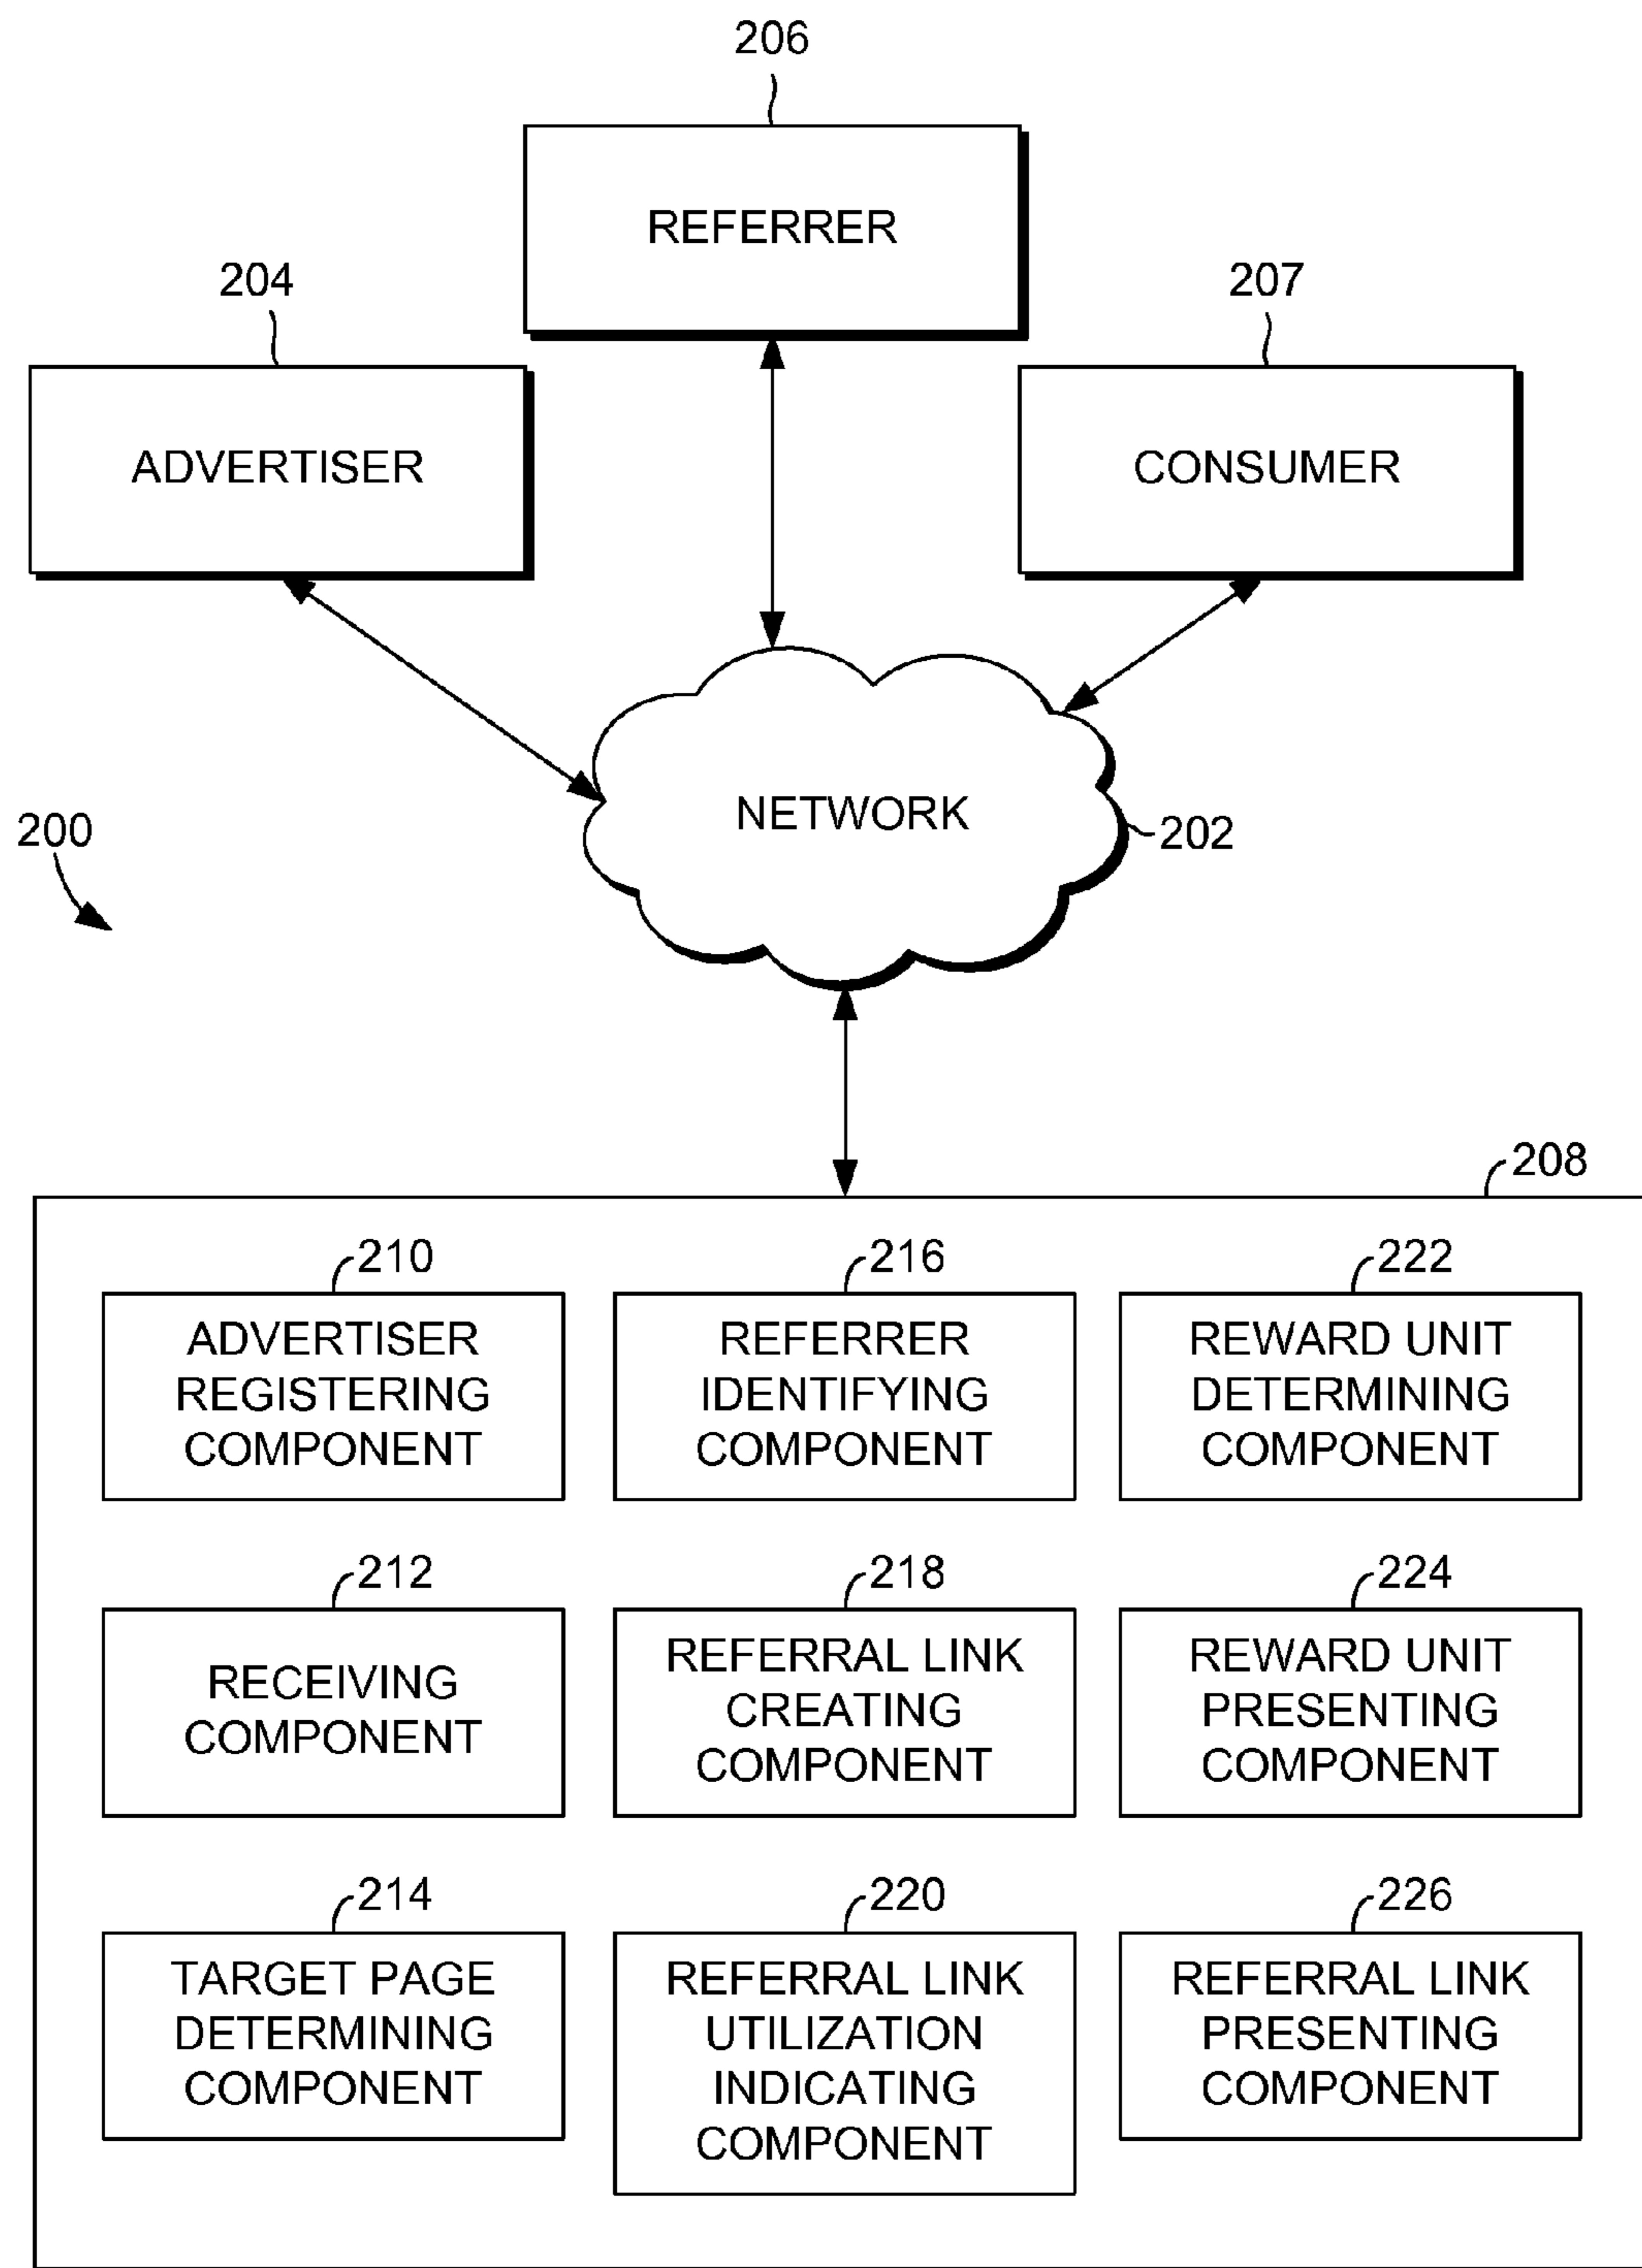 206
REFERRER
204
ADVERTISER
207
CONSUMER
NETWORK
202
200
208
210
ADVERTISER
REGISTERING
COMPONENT
216
REFERRER
IDENTIFYING
COMPONENT
222
REWARD UNIT
DETERMINING
COMPONENT
212
RECEIVING
COMPONENT
218
REFERRAL LINK
CREATING
COMPONENT
224
REWARD UNIT
PRESENTING
COMPONENT
214
TARGET PAGE
DETERMINING
COMPONENT
220
REFERRAL LINK
UTILIZATION
INDICATING
COMPONENT
226
REFERRAL LINK
PRESENTING
COMPONENT